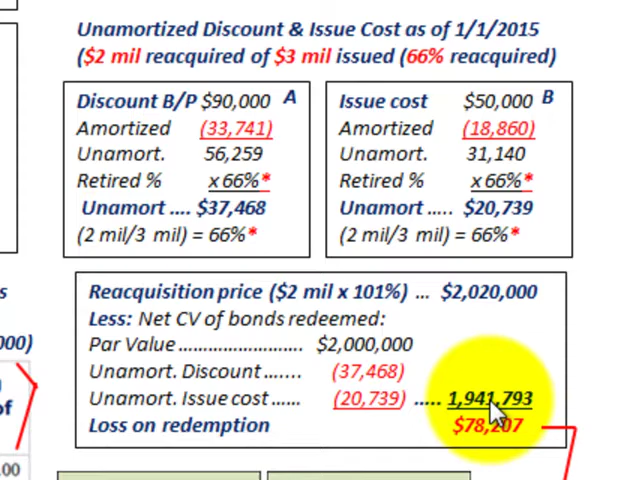 Unamortized Discount & Issue Cost as of 1/1/2015
($2 mil reacquired of $3 mil issued (66% reacquired)
Discount B/P $90,000 A
Amortized (33,741)
Unamort. 56,259
Retired % x 66%*
Unamort .... $37,468
(2 mil/3 mil) = 66%*
Issue cost $50,000 B
Amortized (18,860)
Unamort. 31,140
Retired % x 66%*
Unamort ..... $20,739
(2 mil/3 mil) = 66%*
Reacquisition price ($2 mil x 101%) ... $2,020,000
Less: Net CV of bonds redeemed:
Par Value.......................... $2,000,000
Unamort. Discount ....... (37,468)
Unamort. Issue cost ...... (20,739) ..... 1,941,793
Loss on redemption $78,207
s
000)
of
.00